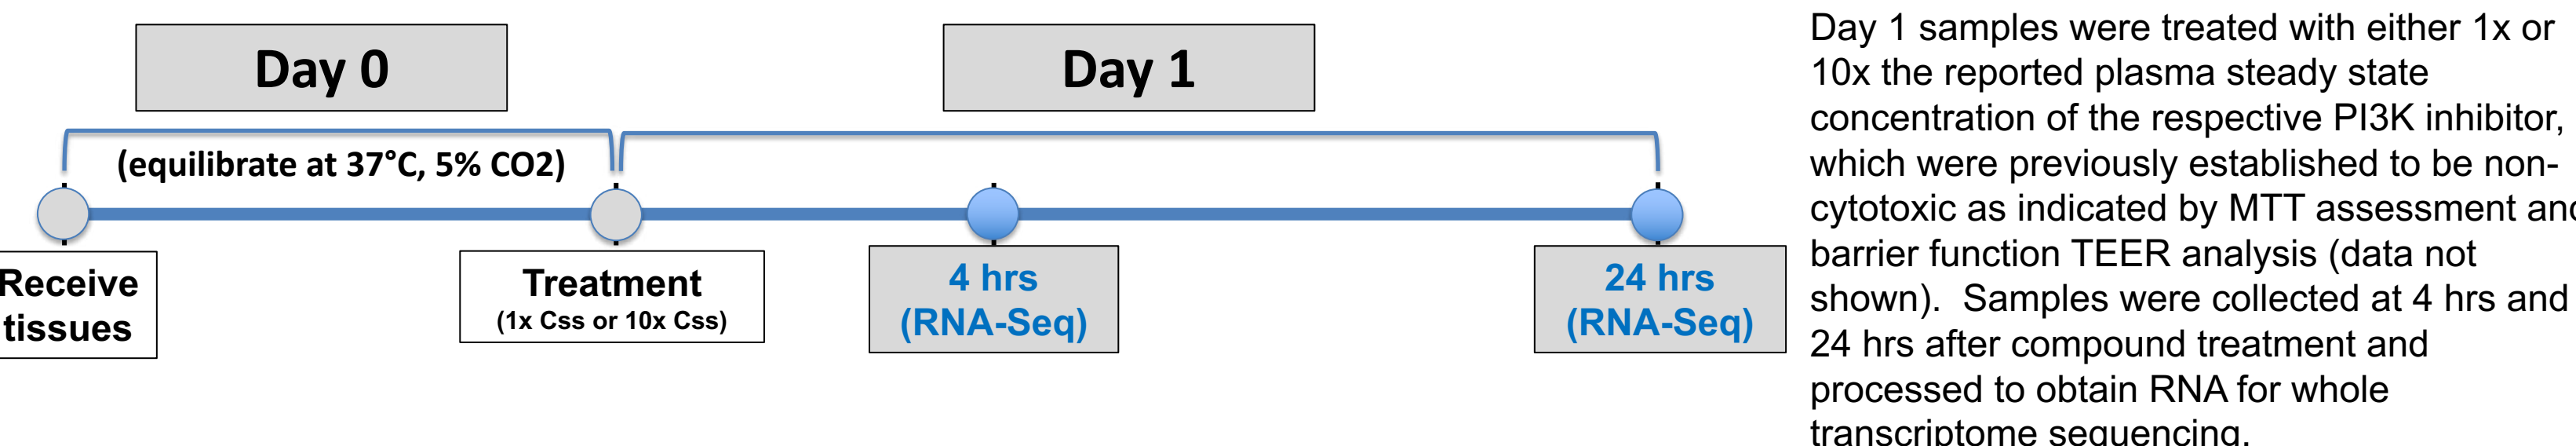 Day 0
Day 1
(equilibrate at 37°C, 5% CO2)
Receive
tissues
Treatment
(1x Css or 10x Css)
4 hrs
(RNA-Seq)
24 hrs
(RNA-Seq)
Day 1 samples were treated with either 1x or
10x the reported plasma steady state
concentration of the respective PI3K inhibitor,
which were previously established to be non-
cytotoxic as indicated by MTT assessment and
barrier function TEER analysis (data not
shown).  Samples were collected at 4 hrs and
24 hrs after compound treatment and
processed to obtain RNA for whole
transcriptome sequencing.